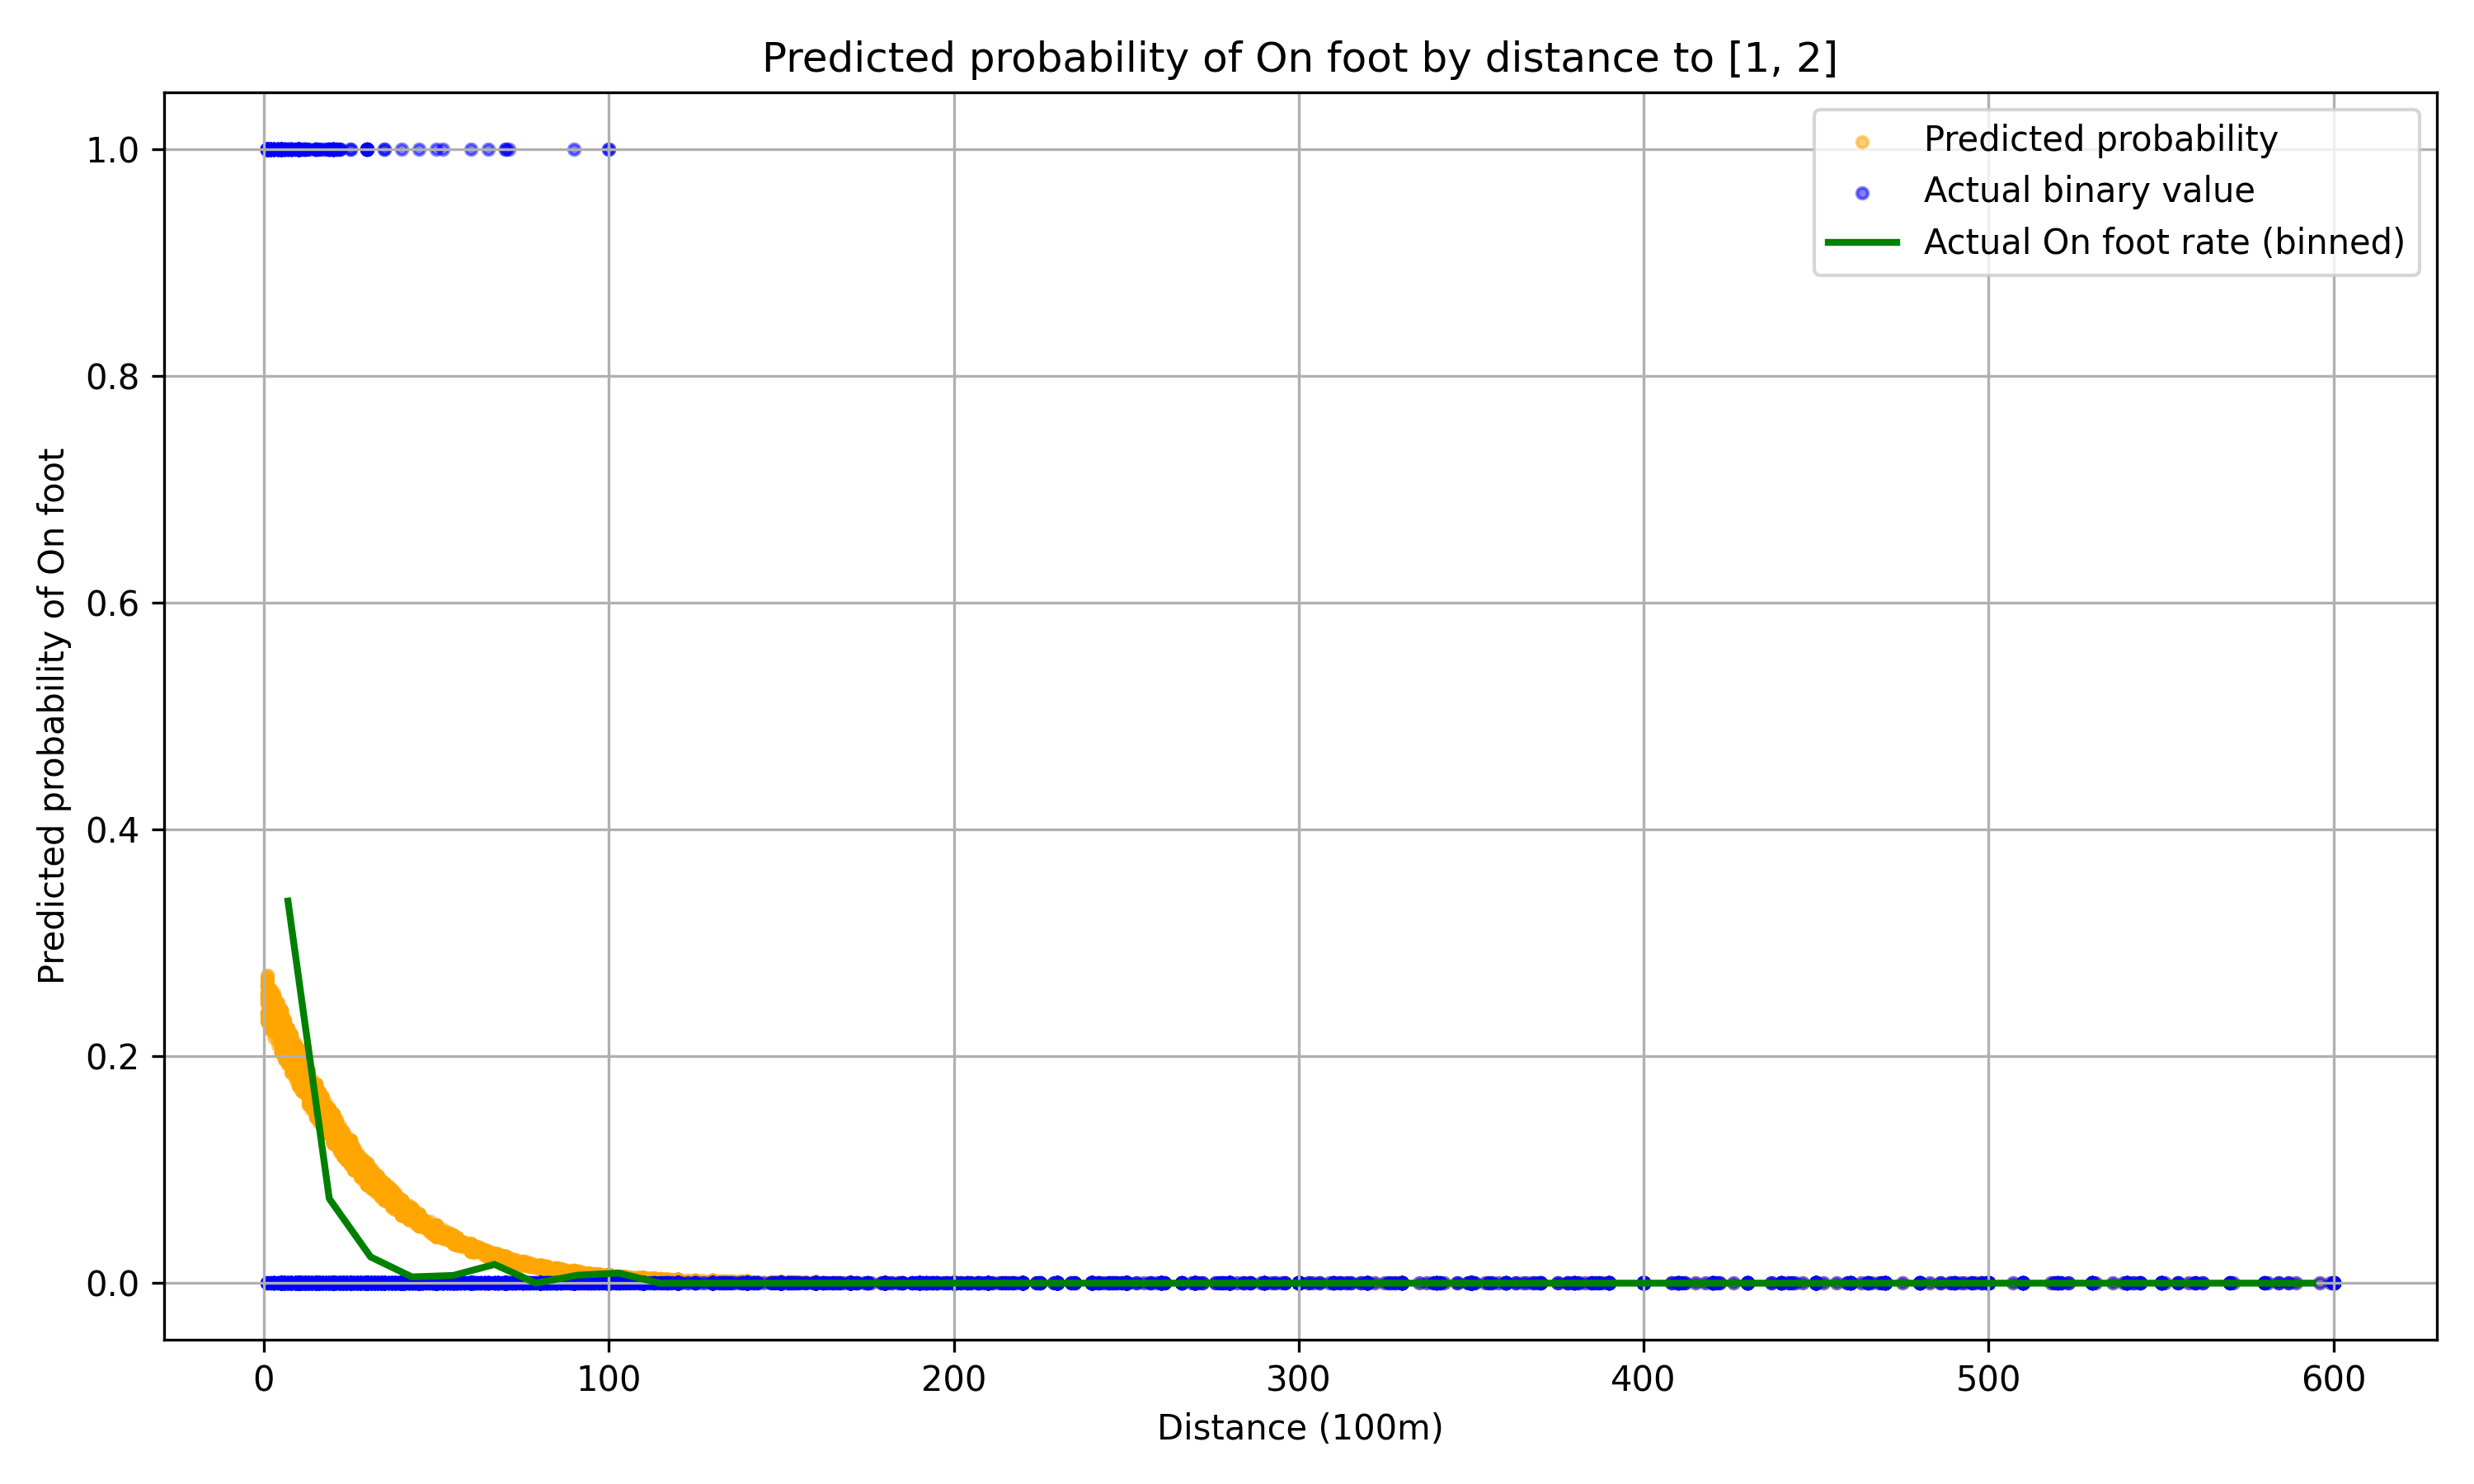 Predicted probability of On foot by distance to [1, 2]
Predicted probability
Actual binary value
Actual On foot rate (binned)
Predicted probability of On foot
1.0
0.8
0.6
0.4
0.2
0.0
0 100 200 300 400 500 600
Distance (100m)